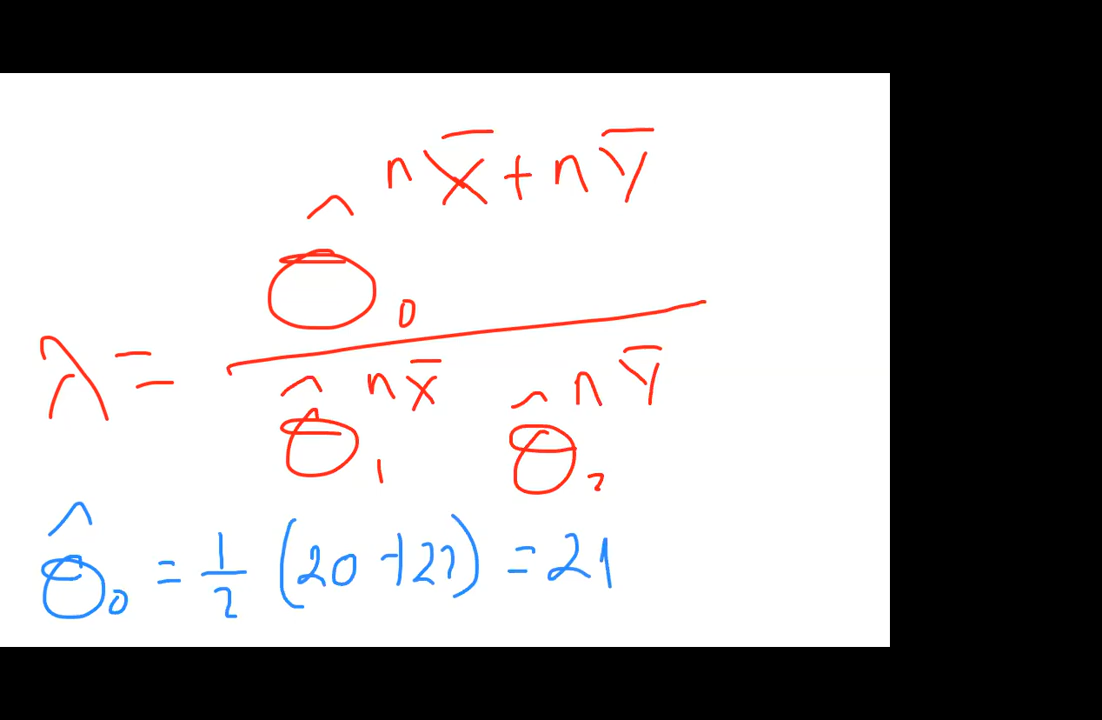 λ = θ̂₀^(nX̄+nȲ) / θ̂₁^(nX̄) θ̂₂^(nȲ)
θ̂₀ = 1/2 (20+22) = 21